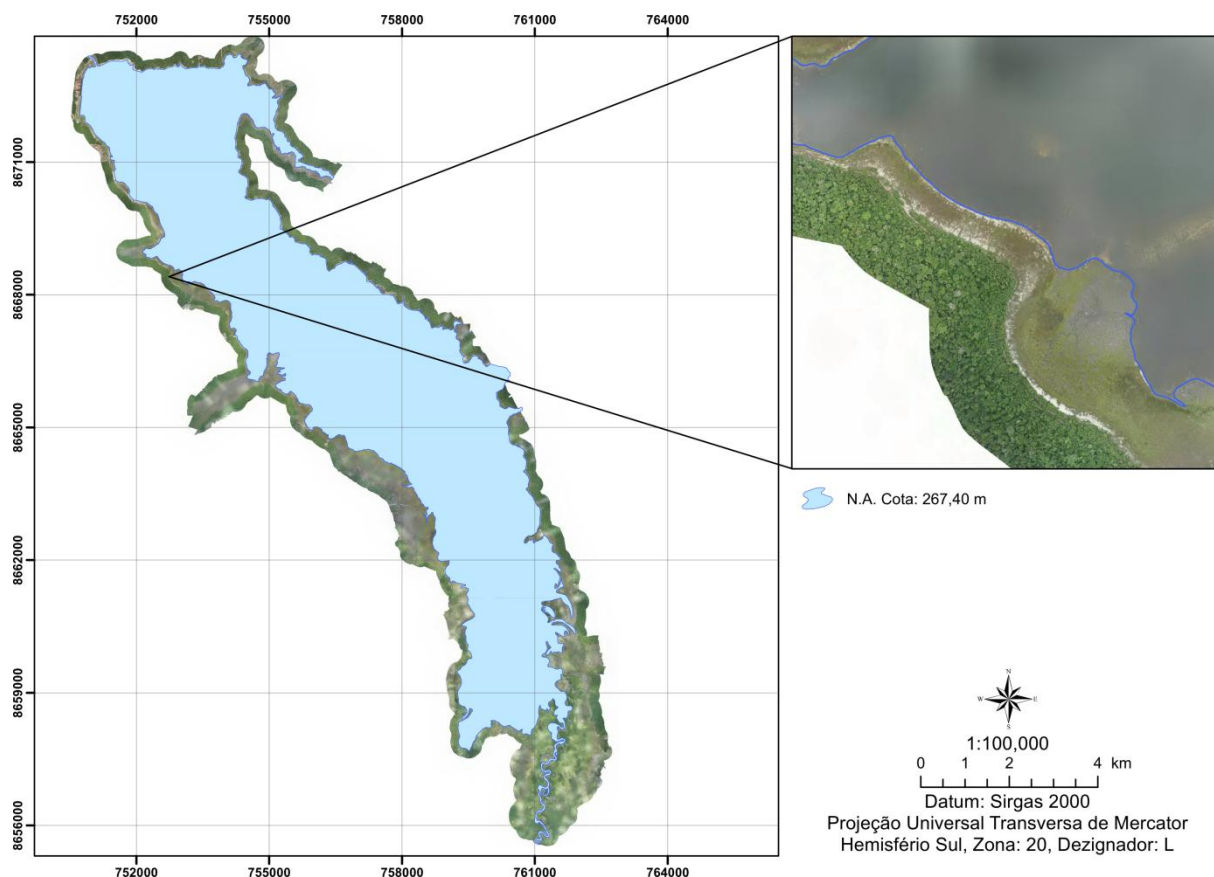 752000 755000 758000 761000 764000
8671000
8668000
8665000
8662000
8659000
8656000
752000 755000 758000 761000 764000
N.A. Cota: 267,40 m
N
W E
S
1:100,000
0 1 2 4 km
Datum: Sirgas 2000
Projeção Universal Transversa de Mercator
Hemisfério Sul, Zona: 20, Dezignador: L